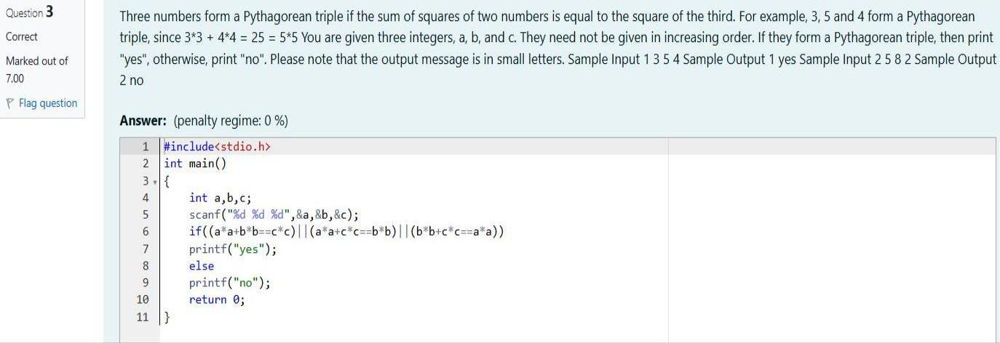 Question 3
Correct
Marked out of
7.00
Flag question
Three numbers form a Pythagorean triple if the sum of squares of two numbers is equal to the square of the third. For example, 3, 5 and 4 form a Pythagorean
triple, since 3*3 + 4*4 = 25 = 5*5 You are given three integers, a, b, and c. They need not be given in increasing order. If they form a Pythagorean triple, then print
"yes", otherwise, print "no". Please note that the output message is in small letters. Sample Input 1 3 5 4 Sample Output 1 yes Sample Input 2 5 8 2 Sample Output
2 no
Answer: (penalty regime: 0 %)
1 #include<stdio.h>
2 int main()
3 {
4 int a,b,c;
5 scanf("%d %d %d",&a,&b,&c);
6 if((a*a+b*b==c*c)||(a*a+c*c==b*b)||(b*b+c*c==a*a))
7 printf("yes");
8 else
9 printf("no");
10 return 0;
11 }